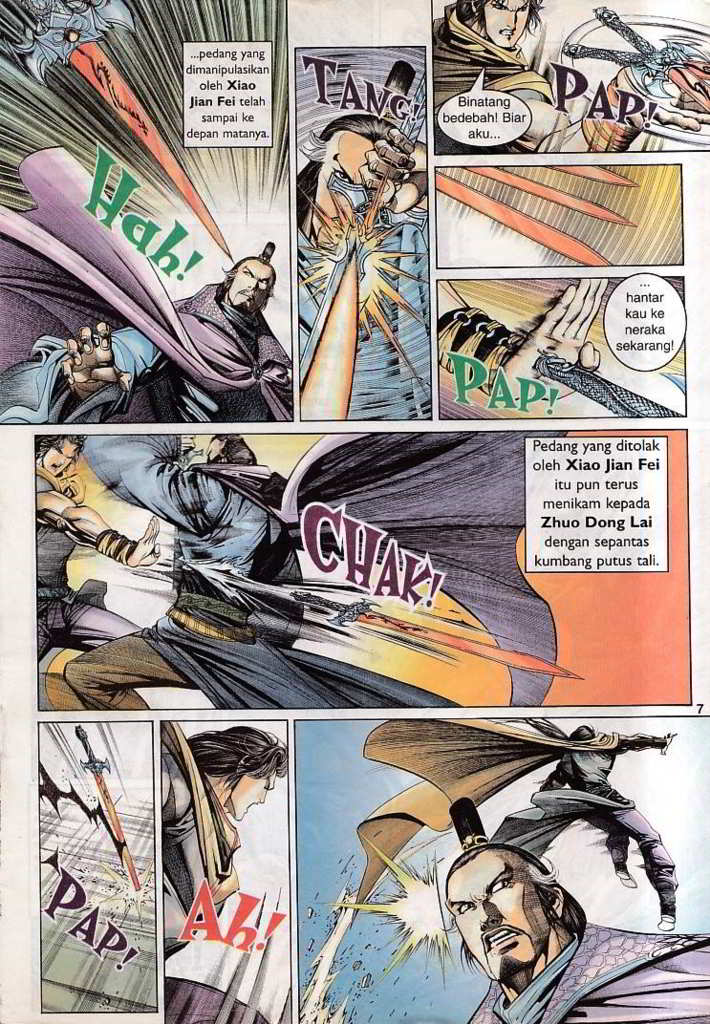 ...pedang yang
dimanipulasikan
oleh Xiao
Jian Fei telah
sampai ke
depan matanya.
Hah!
TANG!
Binatang
bedebah! Biar
aku...
PAP!
...
hantar
kau ke
neraka
sekarang!
PAP!
Pedang yang ditolak
oleh Xiao Jian Fei
itu pun terus
menikam kepada
Zhuo Dong Lai
dengan sepantas
kumbang putus tali.
CHAK!
7
PAP!
Ah!